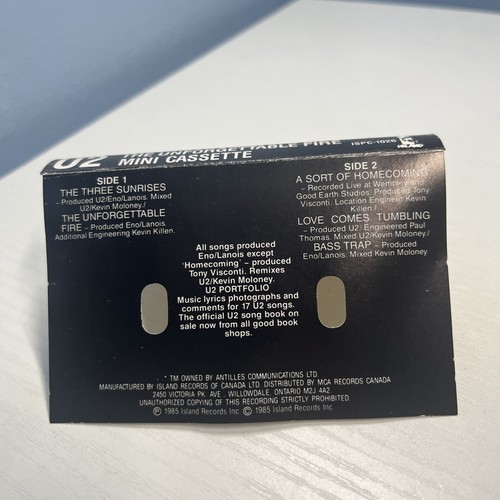 U2 THE UNFORGETTABLE FIRE ISPC-1026
MINI CASSETTE
SIDE 1
THE THREE SUNRISES
- Produced U2/Eno/Lanois. Mixed
U2/Kevin Moloney./
THE UNFORGETTABLE
FIRE - Produced Eno/Lanois.
Additional Engineering Kevin Killen.
SIDE 2
A SORT OF HOMECOMING
- Recorded Live at Wembley and
Good Earth Studios. Produced Tony
Visconti. Location Engineer Kevin
Killen /
LOVE COMES TUMBLING
- Produced U2. Engineered Paul
Thomas. Mixed U2/Kevin Moloney./
BASS TRAP - Produced
Eno/Lanois. Mixed Kevin Moloney.
All songs produced
Eno/Lanois except
'Homecoming' – produced
Tony Visconti. Remixes
U2/Kevin Moloney.
U2 PORTFOLIO
Music lyrics photographs and
comments for 17 U2 songs.
The official U2 song book on
sale now from all good book
shops.
* TM OWNED BY ANTILLES COMMUNICATIONS LTD.
MANUFACTURED BY ISLAND RECORDS OF CANADA LTD. DISTRIBUTED BY MCA RECORDS CANADA
2450 VICTORIA PK. AVE., WILLOWDALE, ONTARIO M2J 4A2
UNAUTHORIZED COPYING OF THIS RECORDING STRICTLY PROHIBITED.
Ⓟ 1985 Island Records Inc © 1985 Island Records Inc.